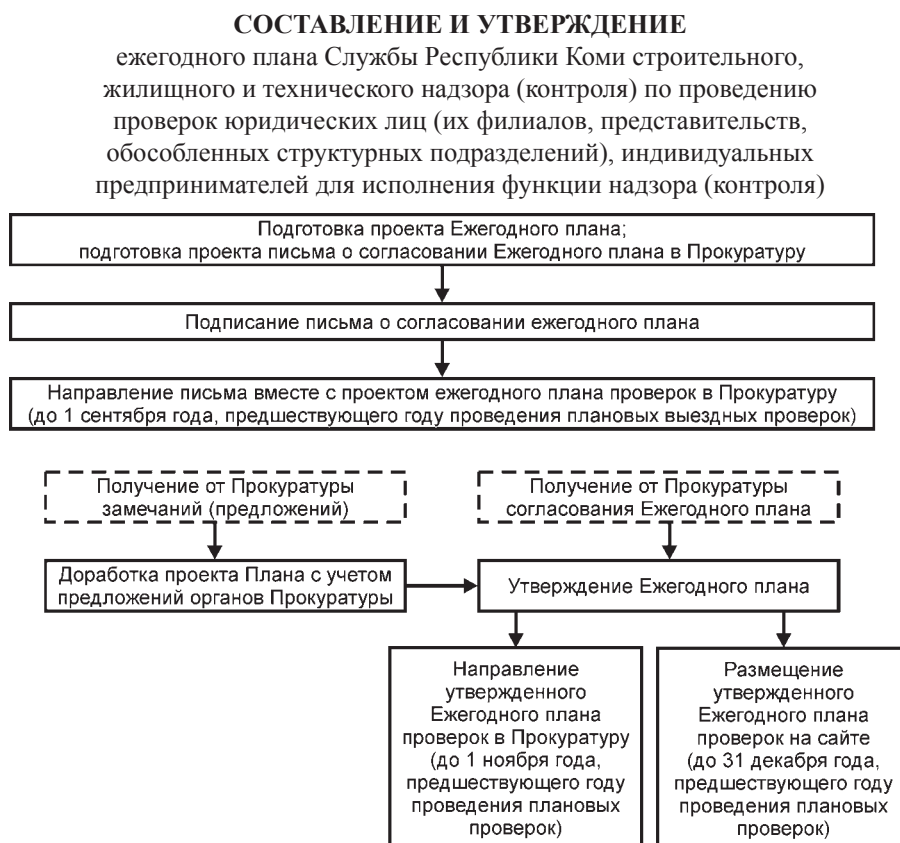 СОСТАВЛЕНИЕ И УТВЕРЖДЕНИЕ
ежегодного плана Службы Республики Коми строительного,
жилищного и технического надзора (контроля) по проведению
проверок юридических лиц (их филиалов, представительств,
обособленных структурных подразделений), индивидуальных
предпринимателей для исполнения функции надзора (контроля)
Подготовка проекта Ежегодного плана;
подготовка проекта письма о согласовании Ежегодного плана в Прокуратуру
Подписание письма о согласовании ежегодного плана
Направление письма вместе с проектом ежегодного плана проверок в Прокуратуру
(до 1 сентября года, предшествующего году проведения плановых выездных проверок)
Получение от Прокуратуры
замечаний (предложений)
Получение от Прокуратуры
согласования Ежегодного плана
Доработка проекта Плана с учетом
предложений органов Прокуратуры
Утверждение Ежегодного плана
Направление
утвержденного
Ежегодного плана
проверок в Прокуратуру
(до 1 ноября года,
предшествующего году
проведения плановых
проверок)
Размещение
утвержденного
Ежегодного плана
проверок на сайте
(до 31 декабря года,
предшествующего году
проведения плановых
проверок)